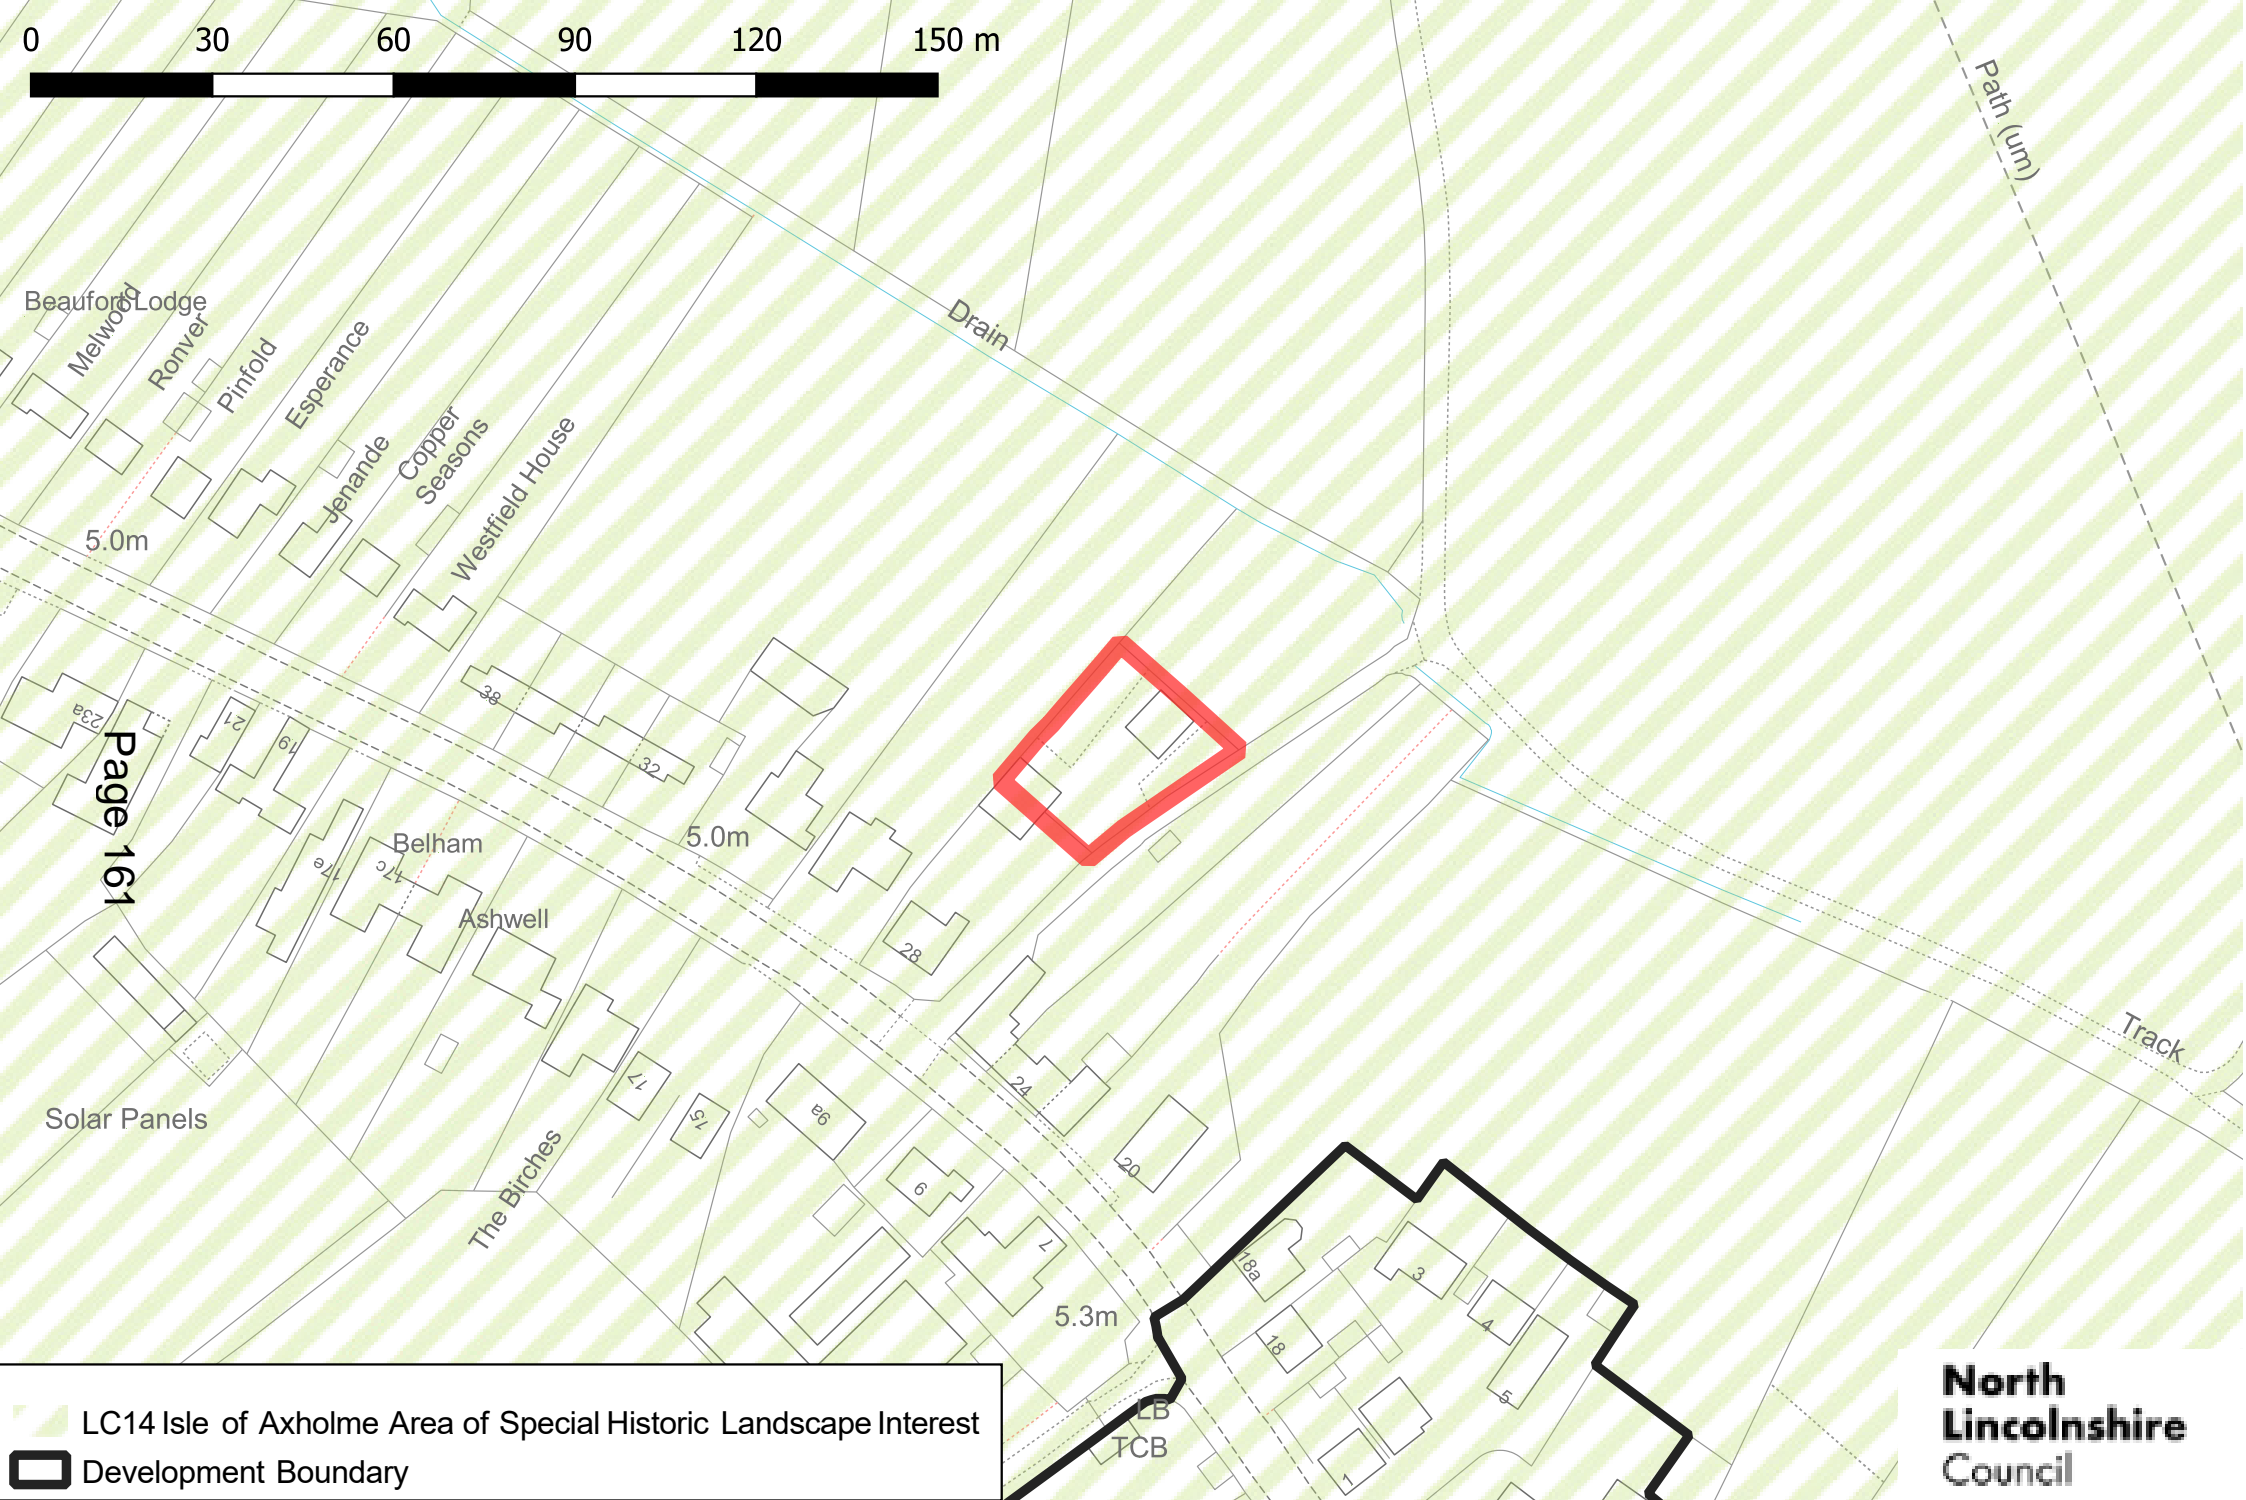 0 30 60 90 120 150 m
Path (um)
Beaufort Lodge
Melwood
Ronver
Pinfold
Esperance
Jenande
Copper
Seasons
Westfield House
Drain
5.0m
38
32
23a
21
19
Page 161
17e
17c
Belham
5.0m
Ashwell
28
Solar Panels
The Birches
17
15
9a
9
7
24
20
Track
5.3m
18a
18
3
4
5
1
LB
TCB
LC14 Isle of Axholme Area of Special Historic Landscape Interest
Development Boundary
North
Lincolnshire
Council